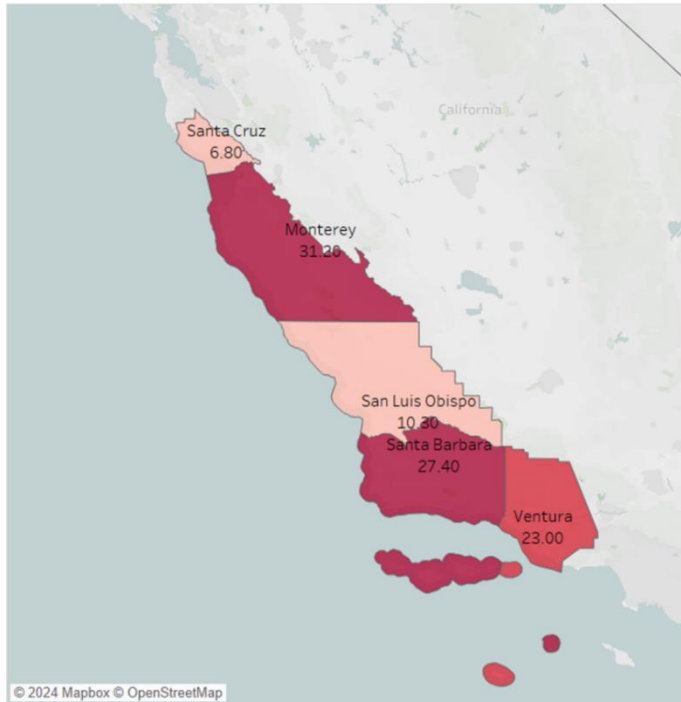 California
Santa Cruz
6.80
Monterey
31.20
San Luis Obispo
10.30
Santa Barbara
27.40
Ventura
23.00
© 2024 Mapbox © OpenStreetMap